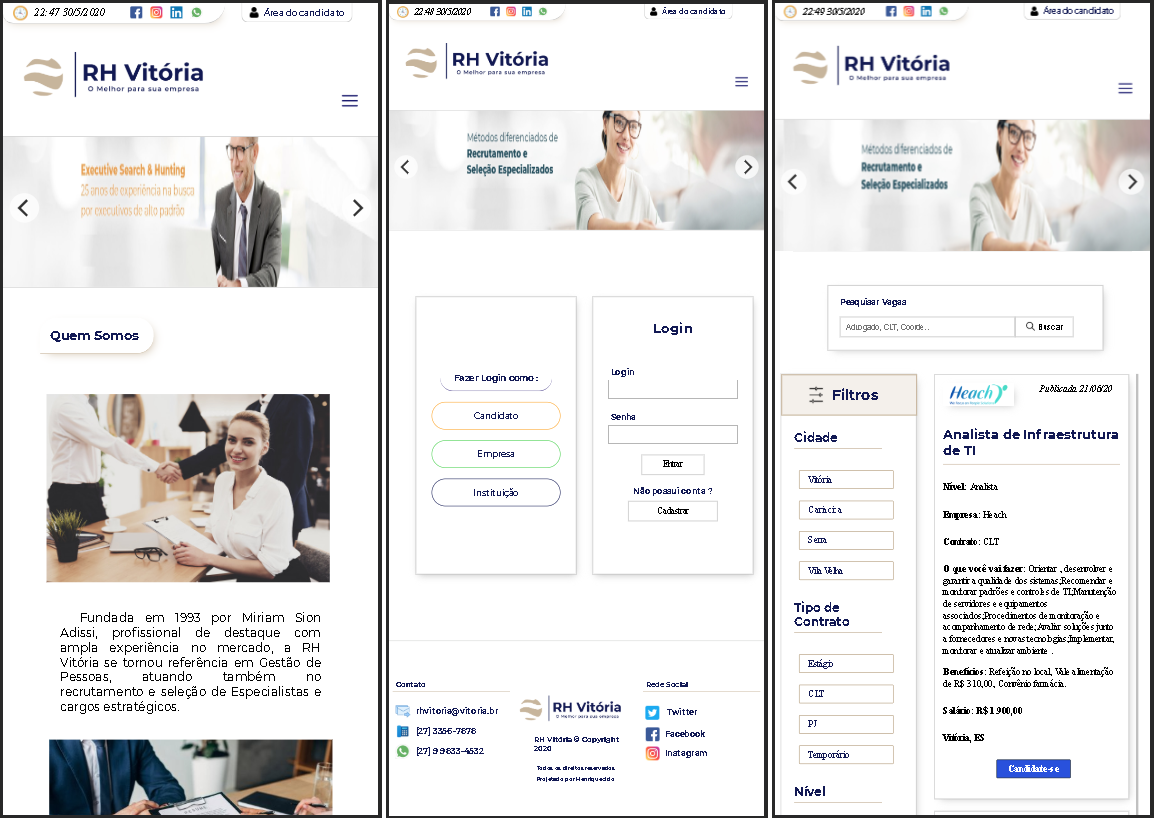 22:47 30/5/2020
Área do candidato
RH Vitória
O Melhor para sua empresa
Executive Search & Hunting
25 anos de experiência na busca
por executivos de alto padrão
Quem Somos
Fundada em 1993 por Miriam Sion
Adissi, profissional de destaque com
ampla experiência no mercado, a RH
Vitória se tornou referência em Gestão de
Pessoas, atuando também no
recrutamento e seleção de Especialistas e
cargos estratégicos.
22:48 30/5/2020
Área do candidato
RH Vitória
O Melhor para sua empresa
Métodos diferenciados de
Recrutamento e
Seleção Especializados
Fazer Login como :
Candidato
Empresa
Instituição
Login
Login
Senha
Entrar
Não possui conta ?
Cadastrar
Contato
rhvitoria@vitoria.br
(27) 3356-7878
(27) 99833-4532
RH Vitória
O Melhor para sua empresa
RH Vitória © Copyright
2020
Todos os direitos reservados
Projetado por Henriquecido
Rede Social
Twitter
Facebook
Instagram
22:49 30/5/2020
Área do candidato
RH Vitória
O Melhor para sua empresa
Métodos diferenciados de
Recrutamento e
Seleção Especializados
Pesquisar Vagas
Advogado, CLT, Coorde...
Buscar
Filtros
Cidade
Vitória
Cariacica
Serra
Vila Velha
Tipo de
Contrato
Estágio
CLT
PJ
Temporário
Nível
Heach
Publicada 21/06/20
Analista de Infraestrutura
de TI
Nível: Analista
Empresa: Heach
Contrato: CLT
O que você vai fazer: Orientar , desenvolver e
garantir a qualidade dos sistemas;Recomendar e
monitorar padrões e controles de TI;Manutenção
de servidores e equipamentos
associados;Procedimentos de monitoração e
acompanhamento de rede;Avaliar soluções junto
a fornecedores e novas tecnologias;Implementar,
monitorar e atualizar ambiente .
Benefícios: Refeição no local, Vale alimentação
de R$ 310,00, Convênio farmácia.
Salário: R$ 1.900,00
Vitória, ES
Candidate-se